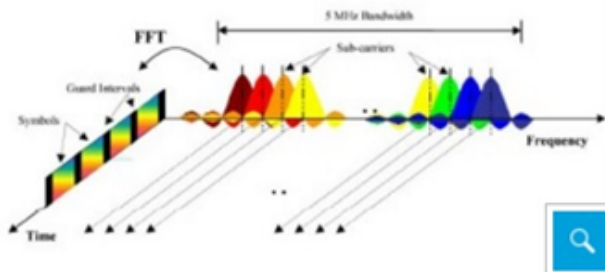 5 MHz Bandwidth
FFT
Sub-carriers
Guard Intervals
Symbols
Frequency
Time